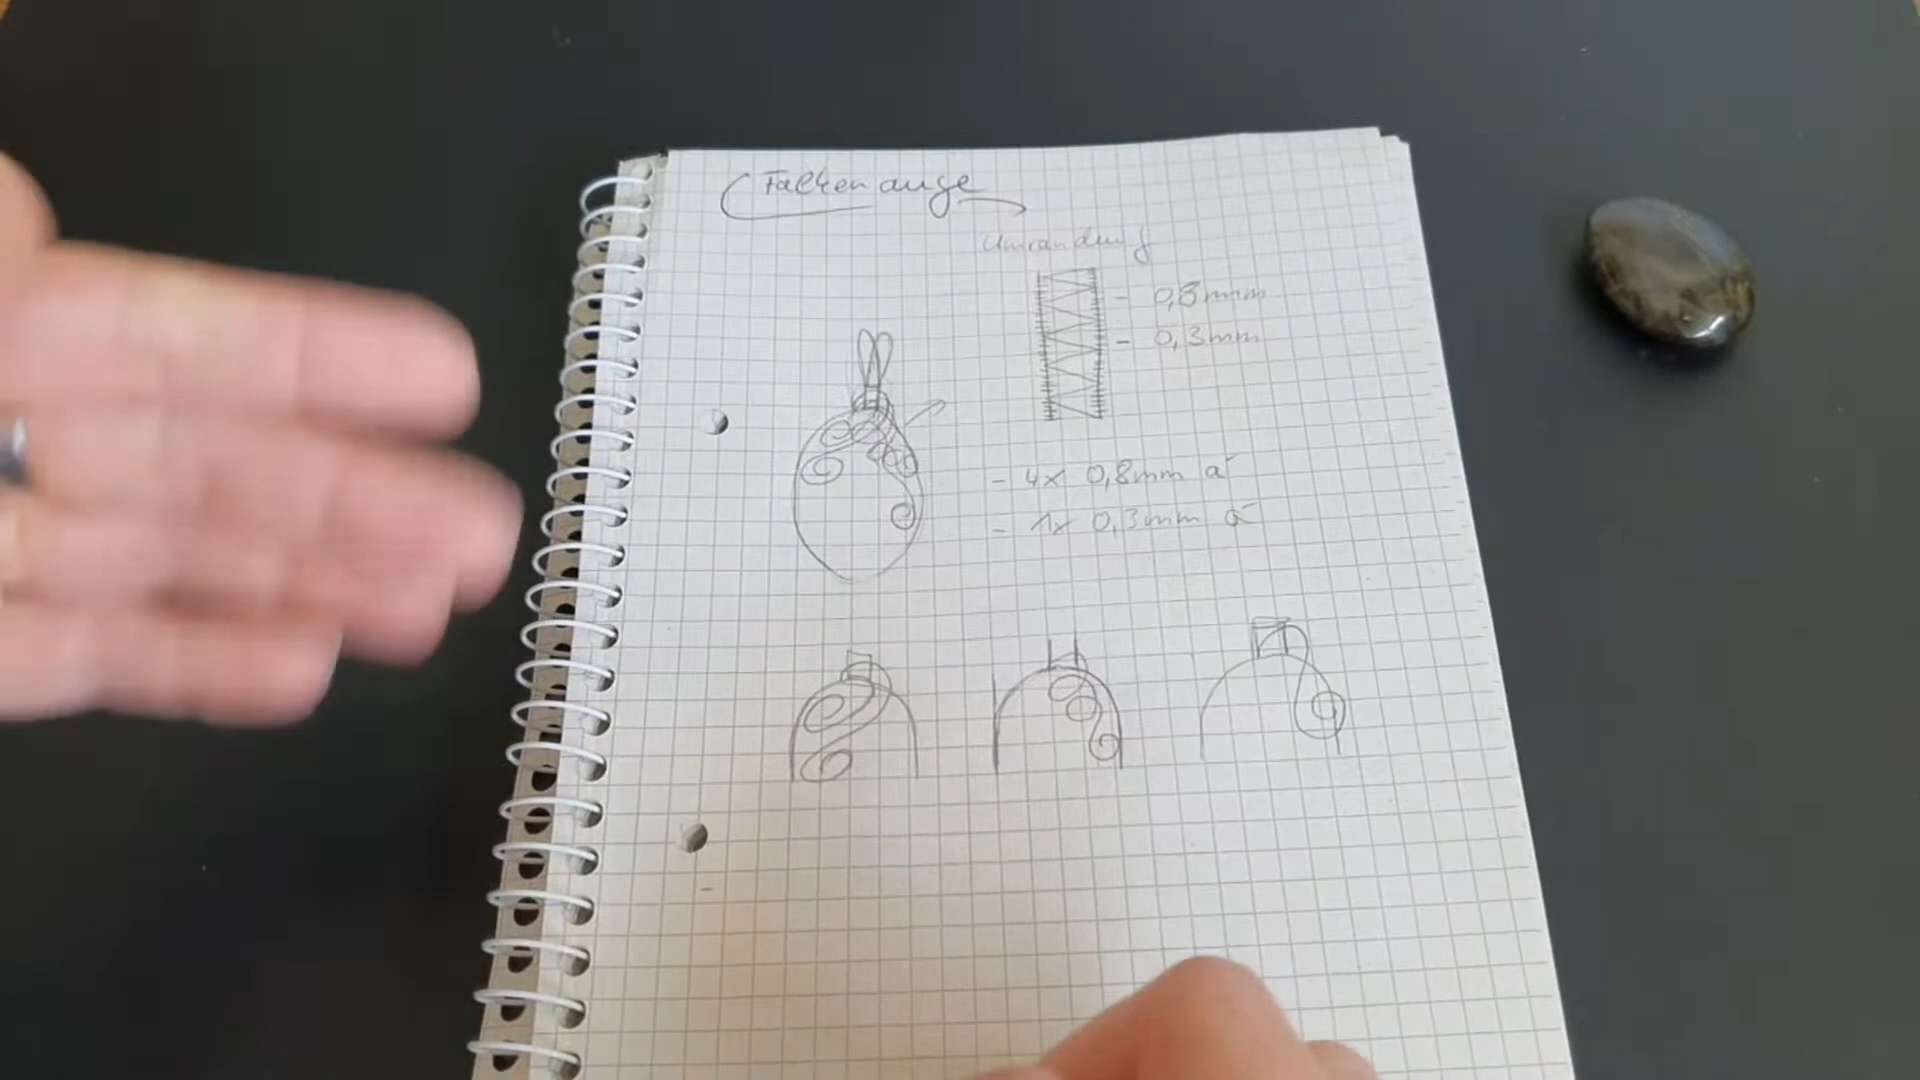 Falkenauge
Umrandung
- 0,8mm
- 0,3mm
- 4x 0,8mm à
- 1x 0,3mm à